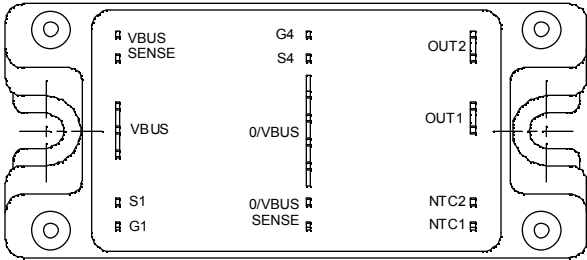 VBUS
SENSE
G4
S4
OUT2
VBUS
0/VBUS
OUT1
S1
G1
0/VBUS
SENSE
NTC2
NTC1